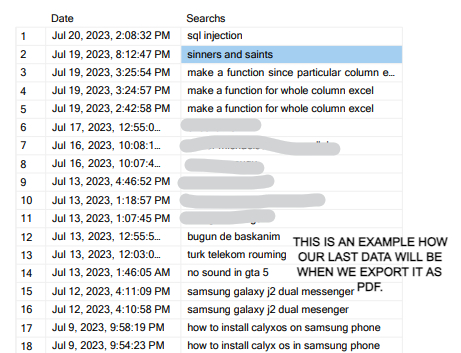 Date Searchs
1 Jul 20, 2023, 2:08:32 PM sql injection
2 Jul 19, 2023, 8:12:47 PM sinners and saints
3 Jul 19, 2023, 3:25:54 PM make a function since particular column e...
4 Jul 19, 2023, 3:24:57 PM make a function for whole column excel
5 Jul 19, 2023, 2:42:58 PM make a function for whole column excel
6 Jul 17, 2023, 12:55:0...
7 Jul 16, 2023, 10:08:1...
8 Jul 16, 2023, 10:07:4...
9 Jul 13, 2023, 4:46:52 PM
10 Jul 13, 2023, 1:18:57 PM
11 Jul 13, 2023, 1:07:45 PM
12 Jul 13, 2023, 12:55:5... bugun de baskanim
13 Jul 13, 2023, 12:03:0... turk telekom rouming
14 Jul 13, 2023, 1:46:05 AM no sound in gta 5
15 Jul 12, 2023, 4:11:09 PM samsung galaxy j2 dual messenger
16 Jul 12, 2023, 4:10:58 PM samsung galaxy j2 dual mesenger
17 Jul 9, 2023, 9:58:19 PM how to install calyxos on samsung phone
18 Jul 9, 2023, 9:54:23 PM how to install calyx os in samsung phone
THIS IS AN EXAMPLE HOW
OUR LAST DATA WILL BE
WHEN WE EXPORT IT AS
PDF.